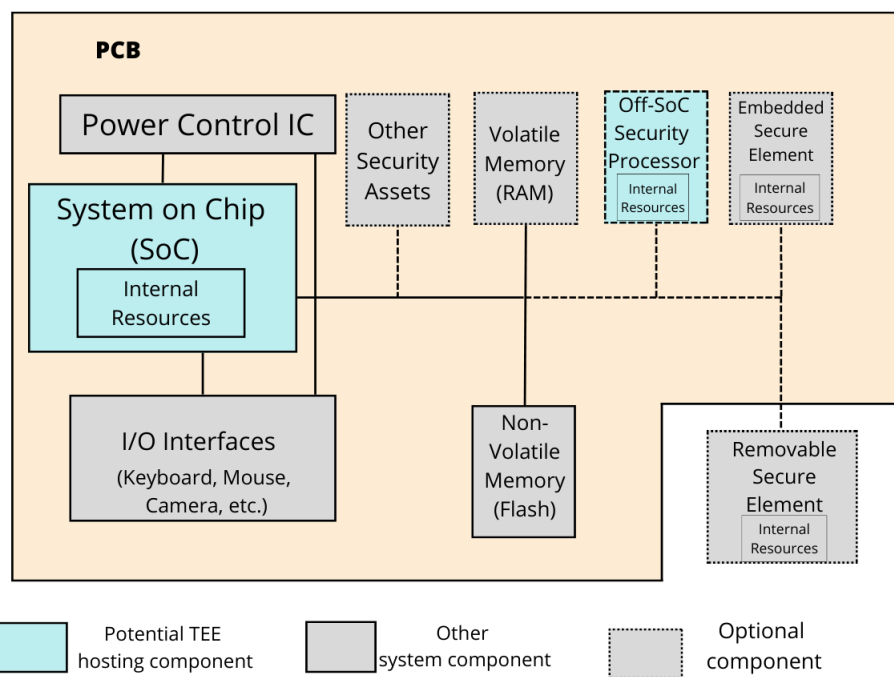 PCB
Power Control IC
Other
Security
Assets
Volatile
Memory
(RAM)
Off-SoC
Security
Processor
Internal
Resources
Embedded
Secure
Element
Internal
Resources
System on Chip
(SoC)
Internal
Resources
I/O Interfaces
(Keyboard, Mouse,
Camera, etc.)
Non-
Volatile
Memory
(Flash)
Removable
Secure
Element
Internal
Resources
Potential TEE
hosting component
Other
system component
Optional
component